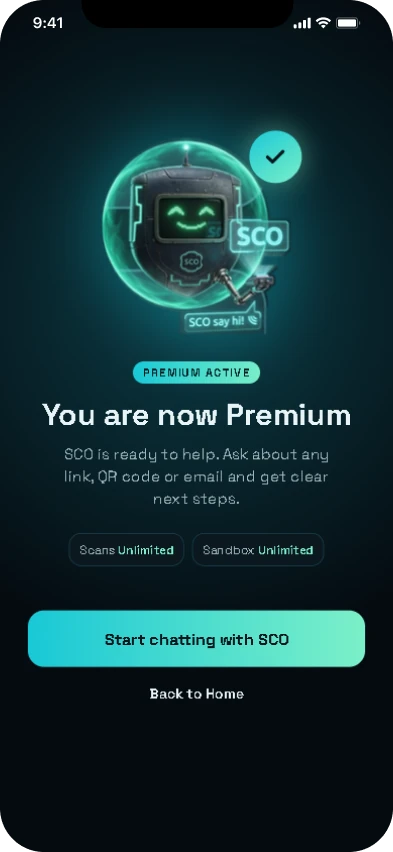 9:41
SCO
SCO
SCO say hi!
PREMIUM ACTIVE
You are now Premium
SCO is ready to help. Ask about any
link, QR code or email and get clear
next steps.
Scans Unlimited
Sandbox Unlimited
Start chatting with SCO
Back to Home